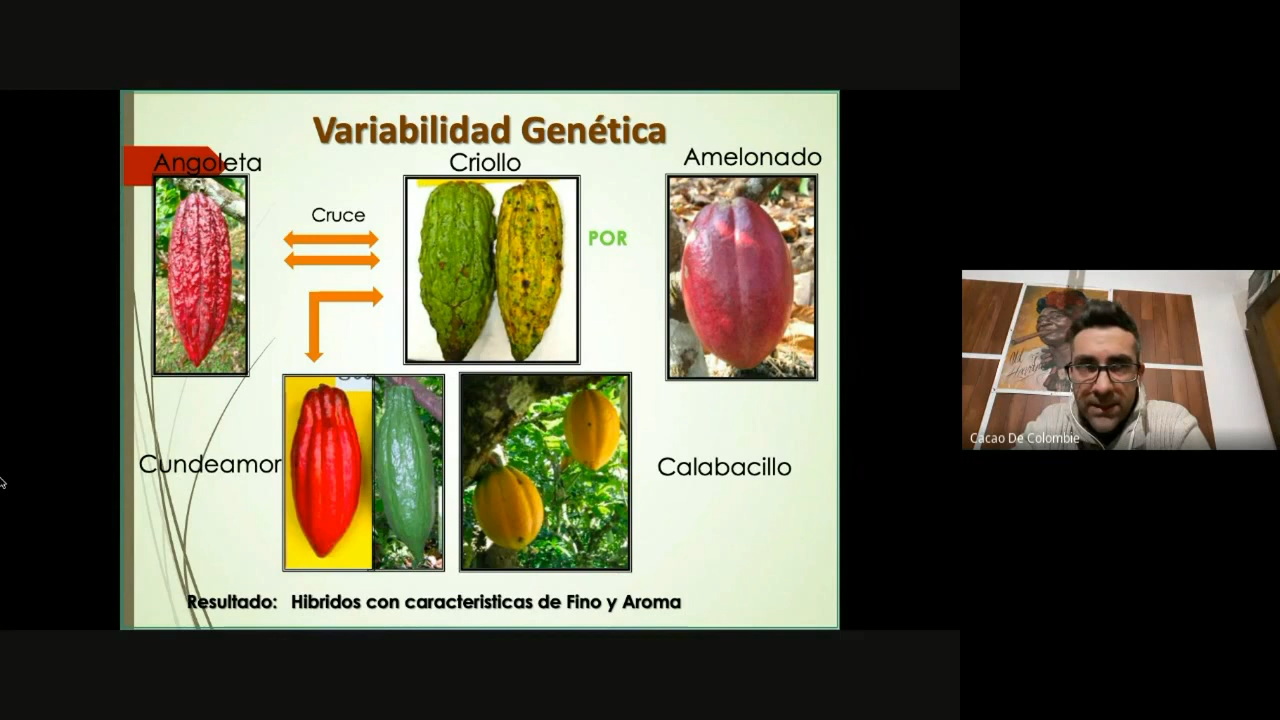 Variabilidad Genética
Angoleta
Criollo
Amelonado
Cruce
POR
Cundeamor
Calabacillo
Resultado: Hibridos con caracteristicas de Fino y Aroma
Cacao De Colombie